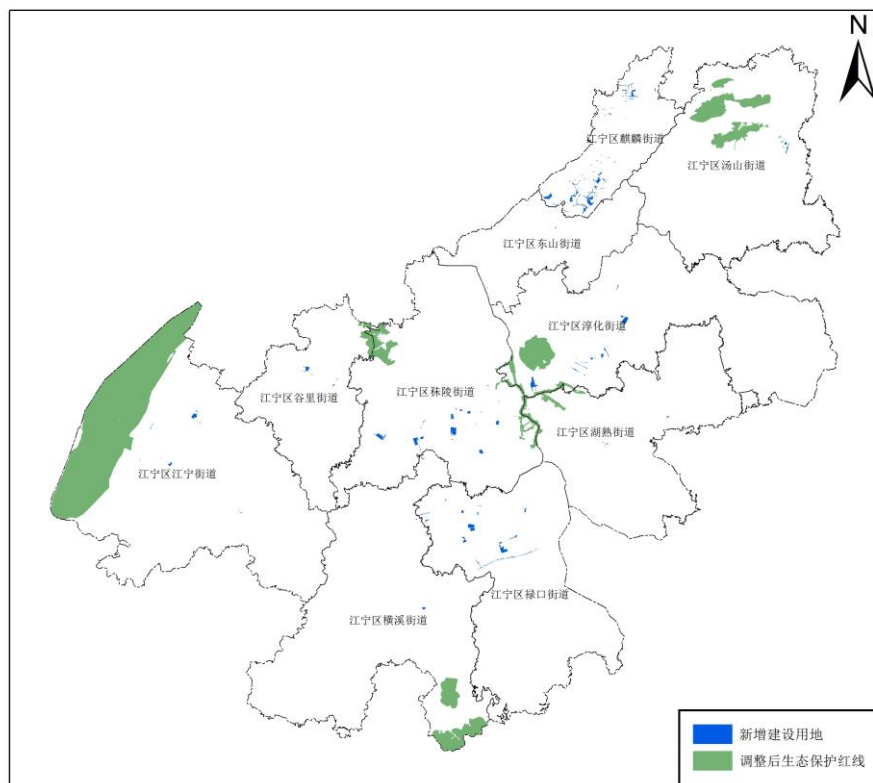 N
江宁区麒麟街道
江宁区汤山街道
江宁区东山街道
江宁区淳化街道
江宁区谷里街道
江宁区秣陵街道
江宁区湖熟街道
江宁区江宁街道
江宁区禄口街道
江宁区横溪街道
新增建设用地
调整后生态保护红线